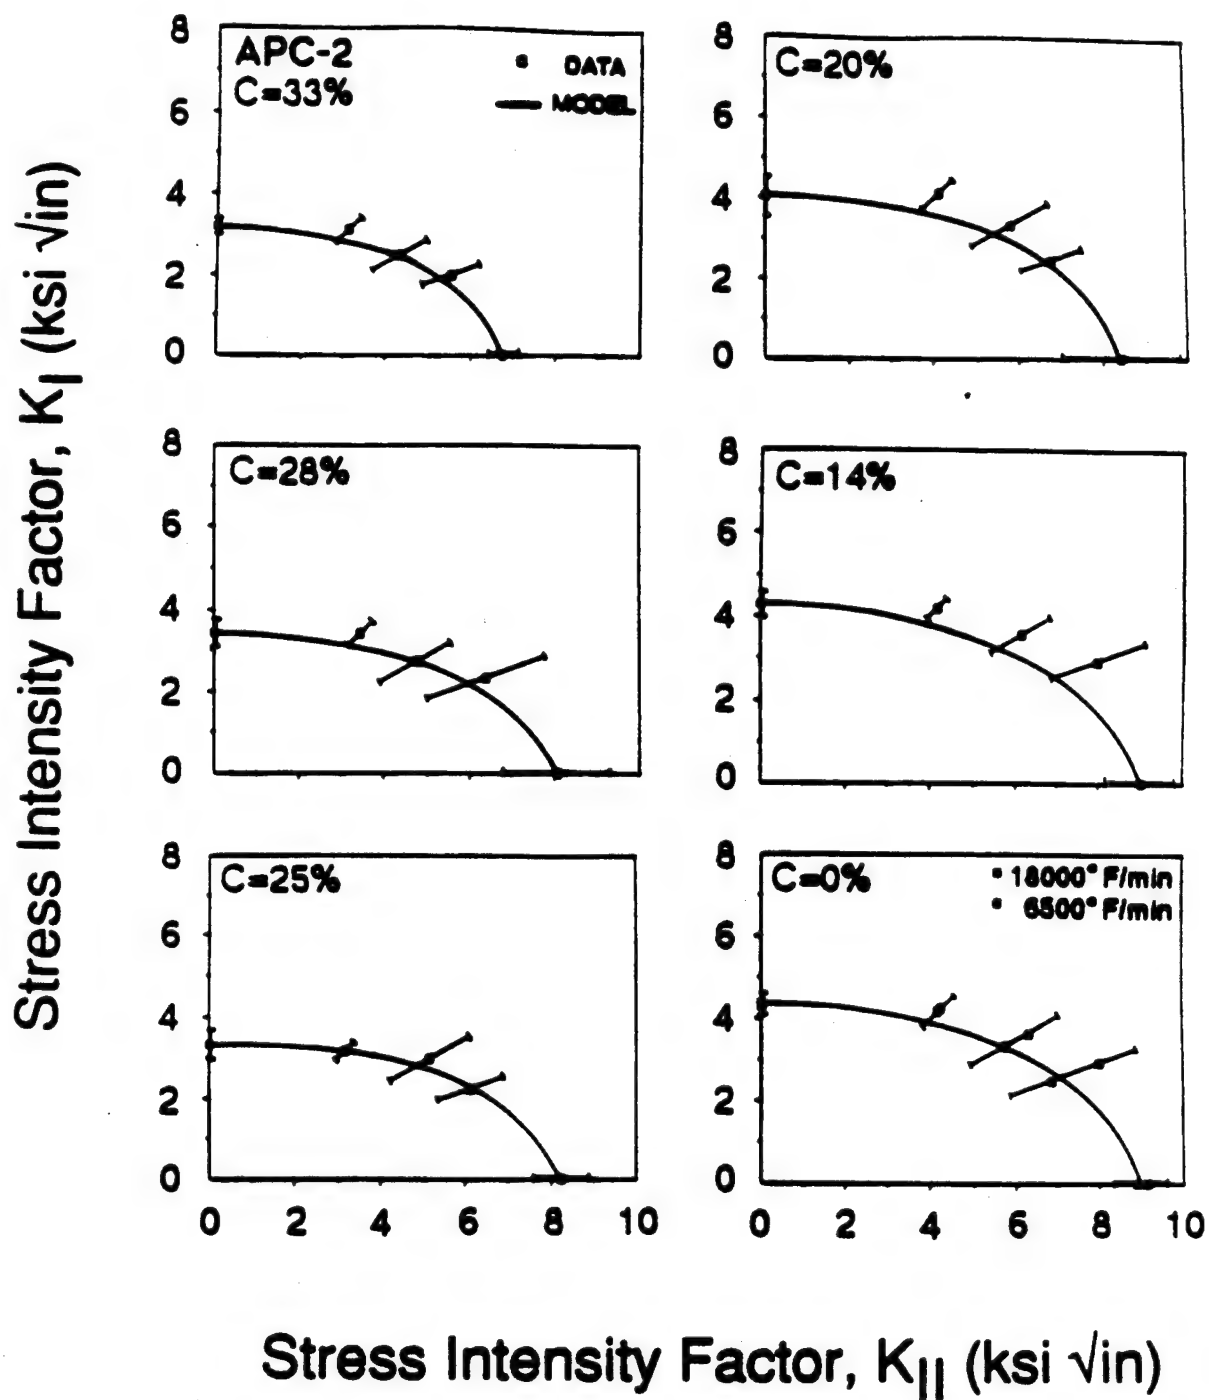 Stress Intensity Factor, K_I (ksi √in)
8
APC-2
C=33%
DATA
MODEL
6
4
2
0
8
C=20%
6
4
2
0
8
C=28%
6
4
2
0
8
C=14%
6
4
2
0
8
C=25%
6
4
2
0
0 2 4 6 8 10
8
C=0%
18000° F/min
6500° F/min
6
4
2
0
0 2 4 6 8 10
Stress Intensity Factor, K_II (ksi √in)